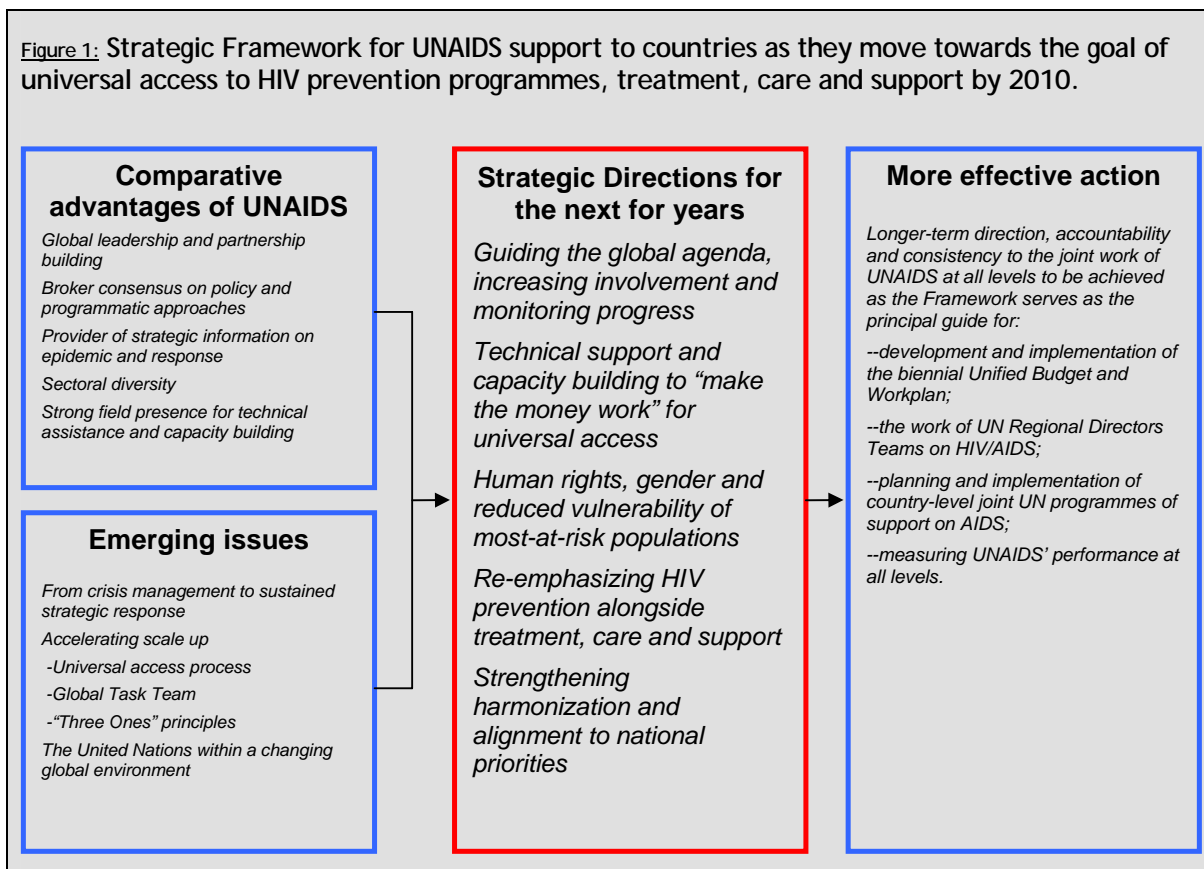 Figure 1: Strategic Framework for UNAIDS support to countries as they move towards the goal of
universal access to HIV prevention programmes, treatment, care and support by 2010.
Comparative
advantages of UNAIDS
Global leadership and partnership
building
Broker consensus on policy and
programmatic approaches
Provider of strategic information on
epidemic and response
Sectoral diversity
Strong field presence for technical
assistance and capacity building
Emerging issues
From crisis management to sustained
strategic response
Accelerating scale up
-Universal access process
-Global Task Team
-“Three Ones” principles
The United Nations within a changing
global environment
Strategic Directions for
the next for years
Guiding the global agenda,
increasing involvement and
monitoring progress
Technical support and
capacity building to “make
the money work” for
universal access
Human rights, gender and
reduced vulnerability of
most-at-risk populations
Re-emphasizing HIV
prevention alongside
treatment, care and support
Strengthening
harmonization and
alignment to national
priorities
More effective action
Longer-term direction, accountability
and consistency to the joint work of
UNAIDS at all levels to be achieved
as the Framework serves as the
principal guide for:
--development and implementation of
the biennial Unified Budget and
Workplan;
--the work of UN Regional Directors
Teams on HIV/AIDS;
--planning and implementation of
country-level joint UN programmes of
support on AIDS;
--measuring UNAIDS’ performance at
all levels.